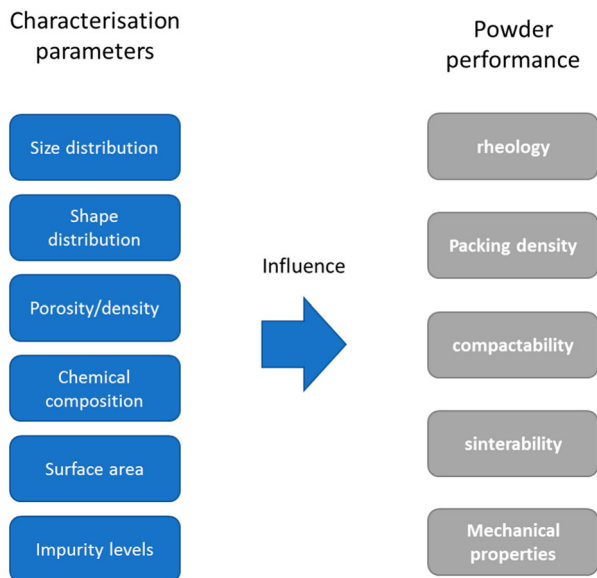 Characterisation
parameters
Size distribution
Shape
distribution
Porosity/density
Chemical
composition
Surface area
Impurity levels
Influence
Powder
performance
rheology
Packing density
compactability
sinterability
Mechanical
properties